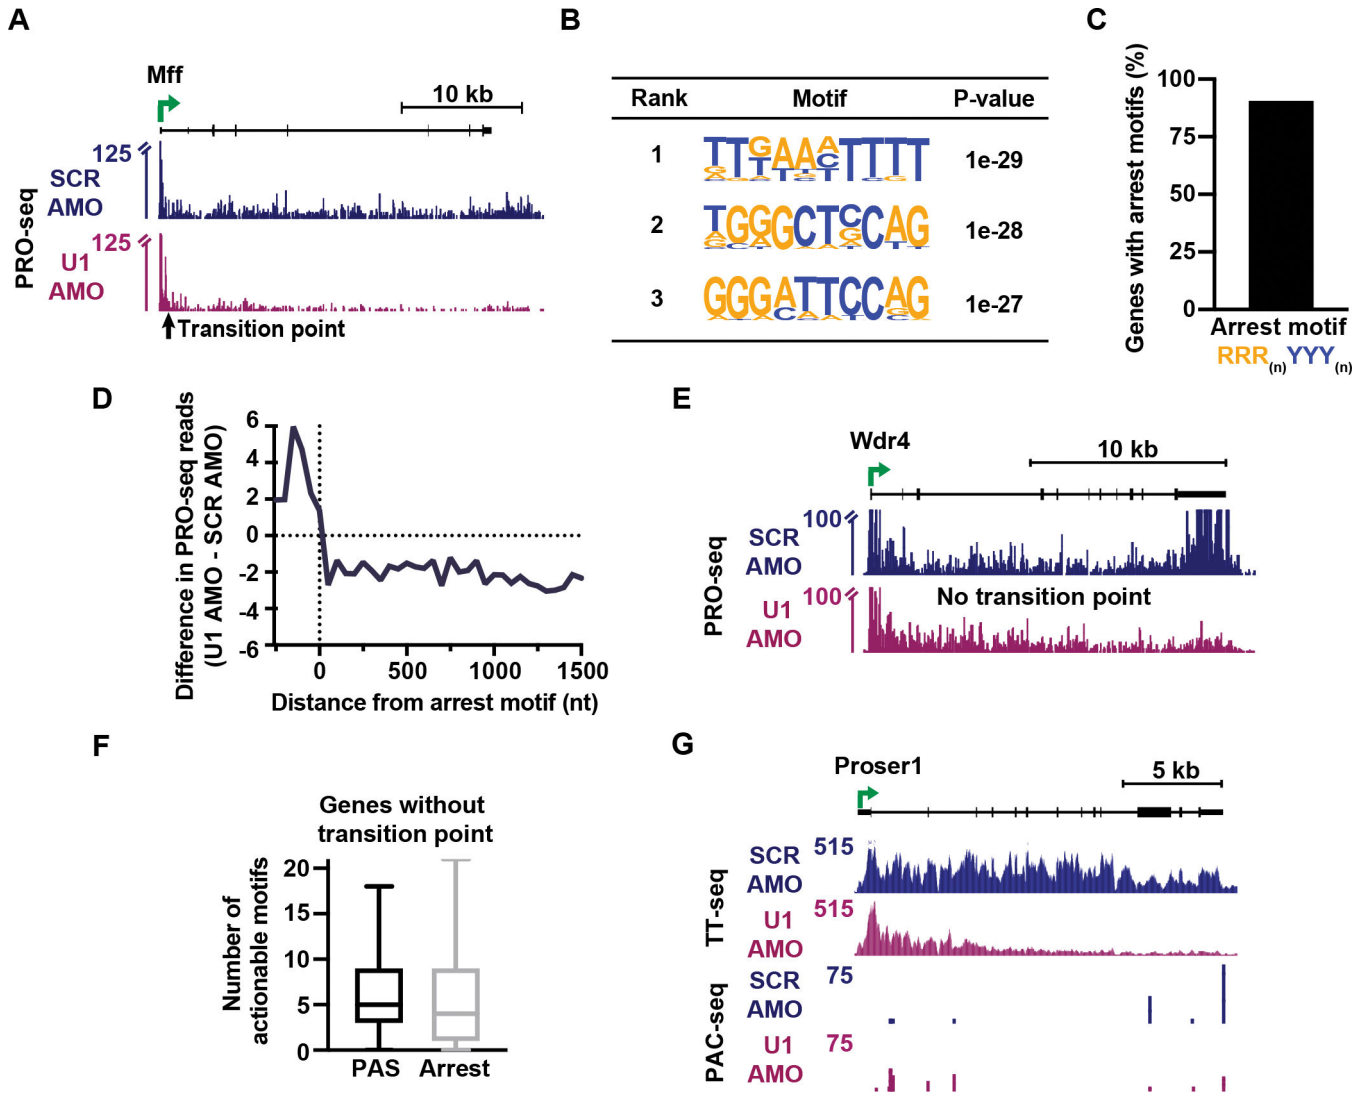 A
Mff
10 kb
125
SCR
AMO
125
U1
AMO
PRO-seq
Transition point
B
Rank Motif P-value
1 TTGAAATTTT 1e-29
2 TGGGCTCCAG 1e-28
3 GGGATTCCAG 1e-27
C
Genes with arrest motifs (%)
100
75
50
25
0
Arrest motif
RRR(n)YYY(n)
D
Difference in PRO-seq reads
(U1 AMO - SCR AMO)
6
4
2
0
-2
-4
-6
0 500 1000 1500
Distance from arrest motif (nt)
E
Wdr4
10 kb
100
SCR
AMO
No transition point
100
U1
AMO
PRO-seq
F
Genes without
transition point
Number of
actionable motifs
20
15
10
5
0
PAS Arrest
G
Proser1
5 kb
SCR 515
AMO
U1 515
AMO
TT-seq
SCR 75
AMO
U1 75
AMO
PAC-seq